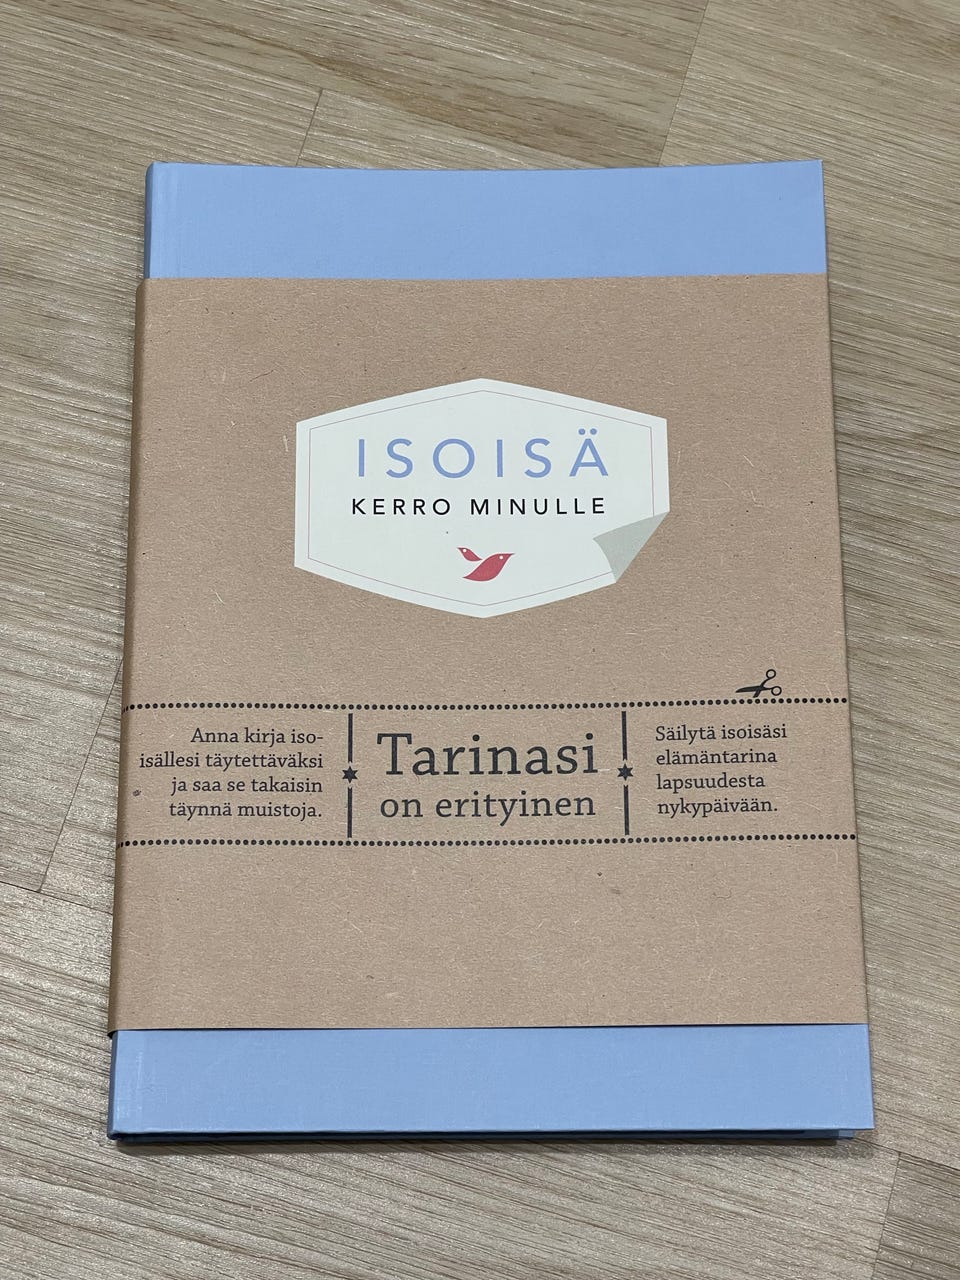 ISOISÄ
KERRO MINULLE
Anna kirja iso-
isällesi täytettäväksi
ja saa se takaisin
täynnä muistoja.
Tarinasi
on erityinen
Säilytä isoisäsi
elämäntarina
lapsuudesta
nykypäivään.